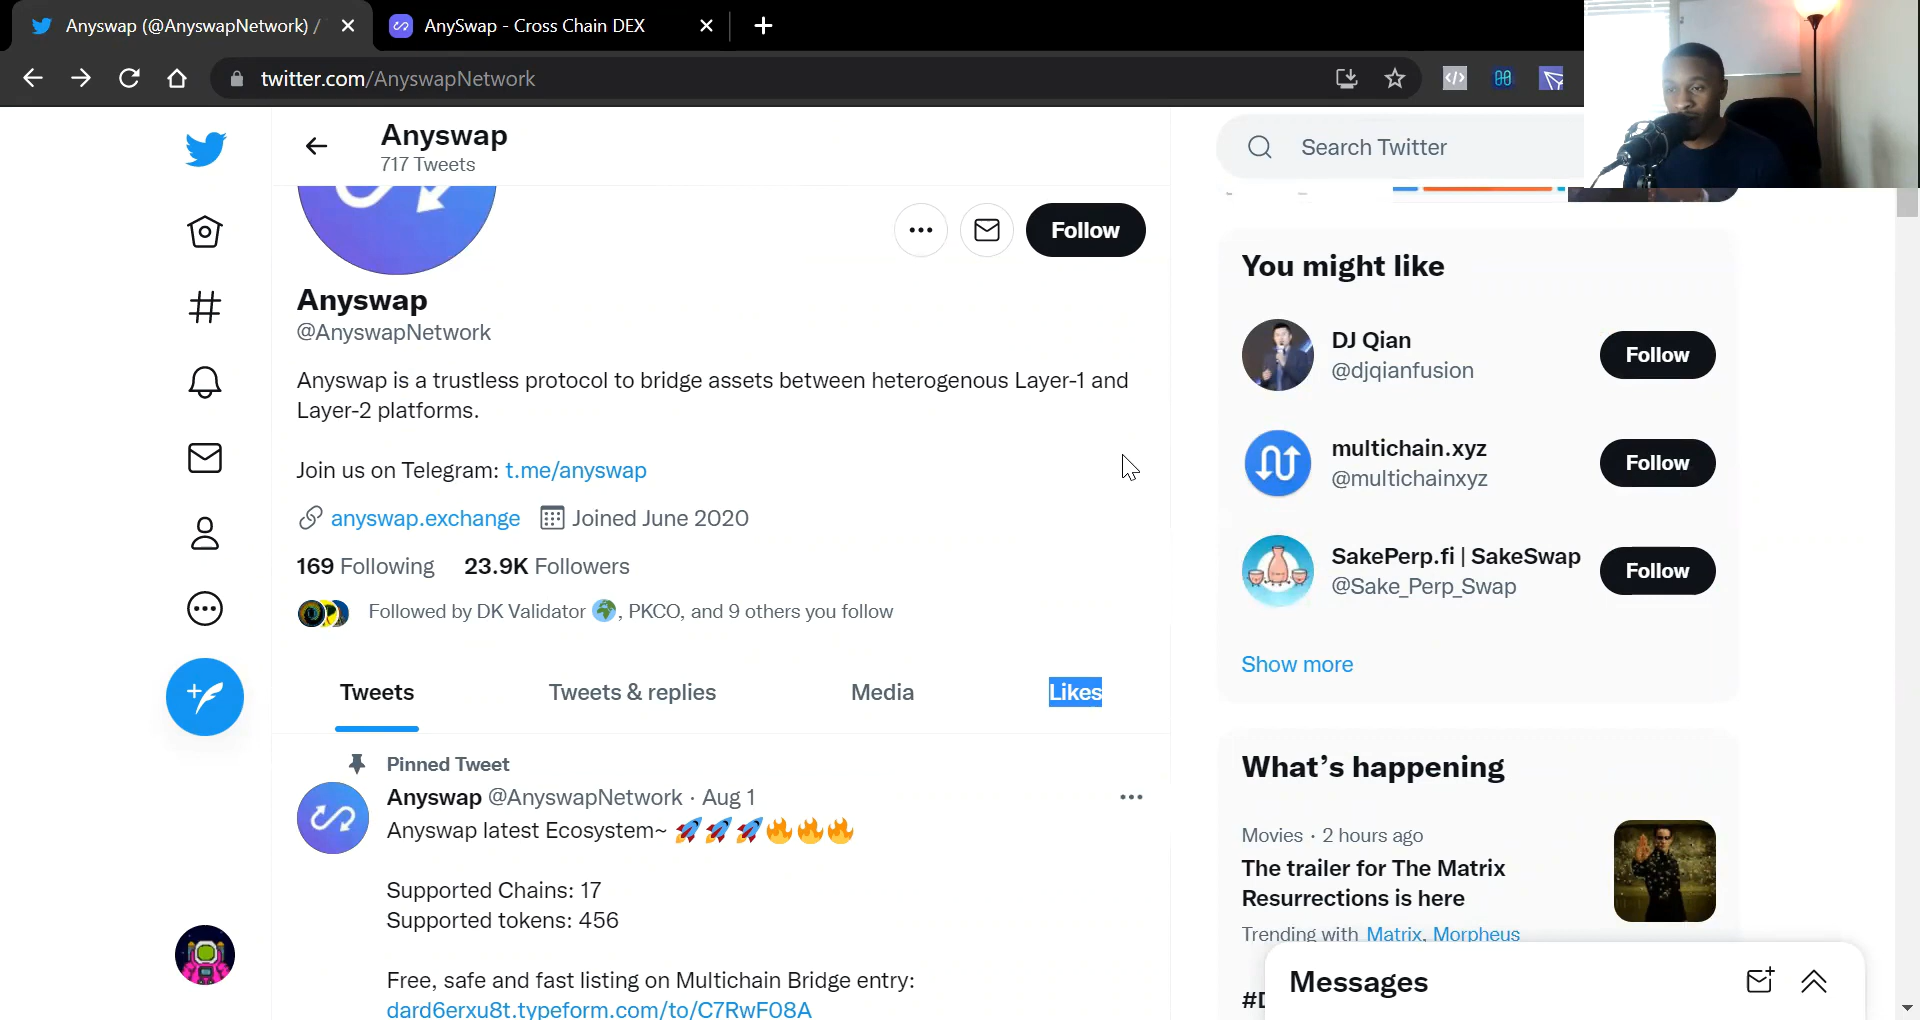 Anyswap (@AnyswapNetwork) /
AnySwap - Cross Chain DEX
twitter.com/AnyswapNetwork
Anyswap
717 Tweets
Search Twitter
Follow
Anyswap
@AnyswapNetwork
Anyswap is a trustless protocol to bridge assets between heterogenous Layer-1 and
Layer-2 platforms.
Join us on Telegram: t.me/anyswap
anyswap.exchange Joined June 2020
169 Following 23.9K Followers
Followed by DK Validator 🌍, PKCO, and 9 others you follow
Tweets Tweets & replies Media Likes
Pinned Tweet
Anyswap @AnyswapNetwork · Aug 1
Anyswap latest Ecosystem~ 🚀🚀🚀🔥🔥🔥
Supported Chains: 17
Supported tokens: 456
Free, safe and fast listing on Multichain Bridge entry:
dard6erxu8t.typeform.com/to/C7RwF08A
You might like
DJ Qian
@djqianfusion
Follow
multichain.xyz
@multichainxyz
Follow
SakePerp.fi | SakeSwap
@Sake_Perp_Swap
Follow
Show more
What's happening
Movies · 2 hours ago
The trailer for The Matrix
Resurrections is here
Trending with Matrix, Morpheus
Messages